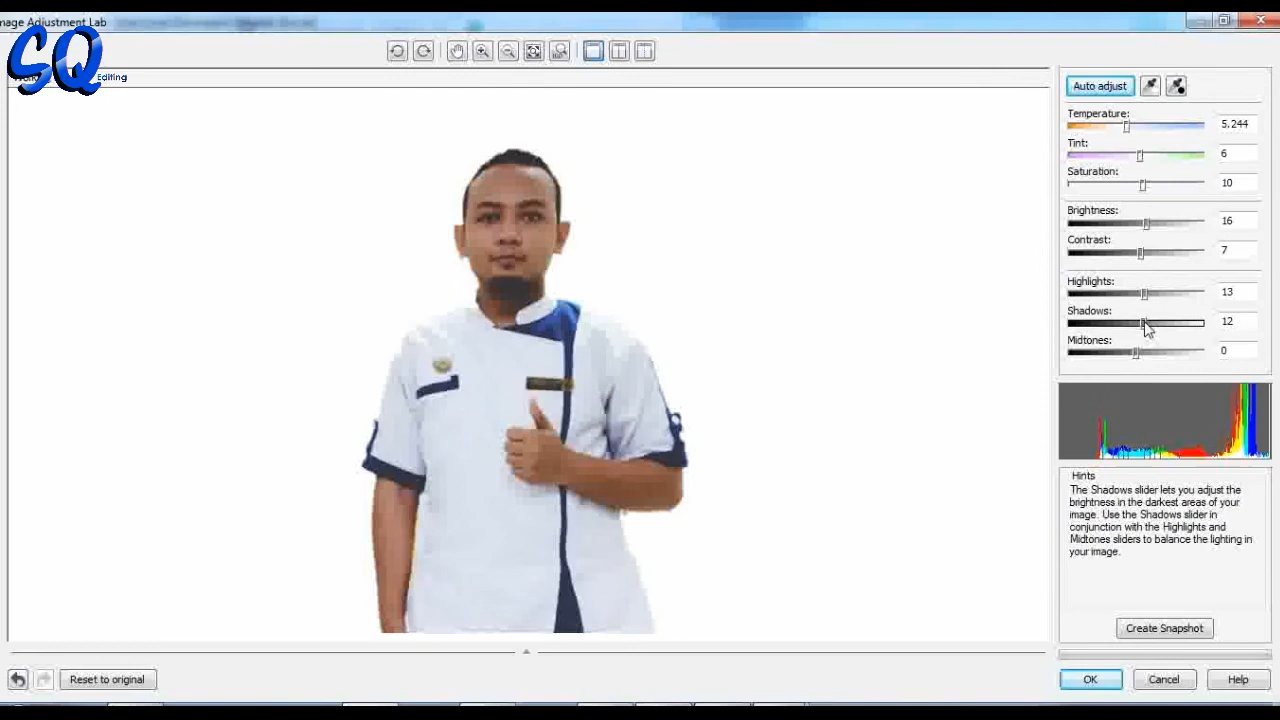 mage Adjustment Lab
SQ
Editing
Auto adjust
Temperature:
5,244
Tint:
6
Saturation:
10
Brightness:
16
Contrast:
7
Highlights:
13
Shadows:
12
Midtones:
0
Hints
The Shadows slider lets you adjust the
brightness in the darkest areas of your
image. Use the Shadows slider in
conjunction with the Highlights and
Midtones sliders to balance the lighting in
your image.
Create Snapshot
Reset to original
OK
Cancel
Help